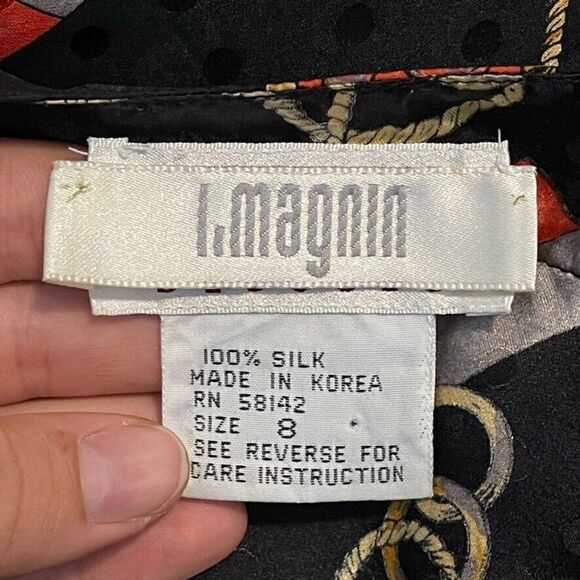 I.magnin
100% SILK
MADE IN KOREA
RN 58142
SIZE 8
SEE REVERSE FOR
CARE INSTRUCTION